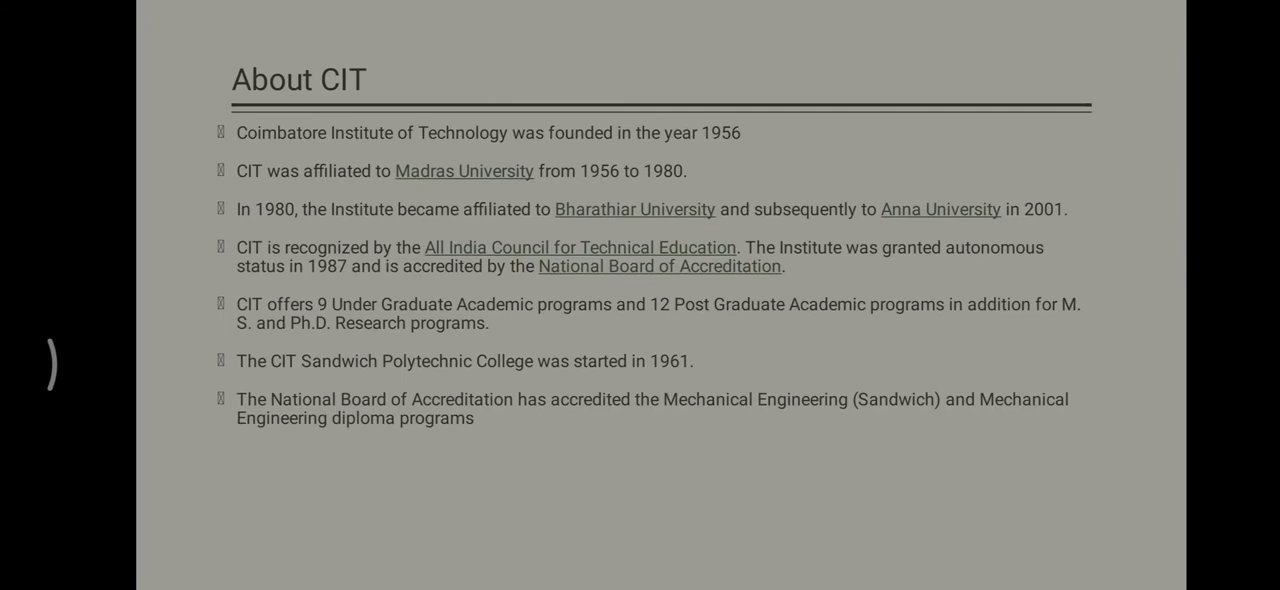 About CIT
Coimbatore Institute of Technology was founded in the year 1956
CIT was affiliated to Madras University from 1956 to 1980.
In 1980, the Institute became affiliated to Bharathiar University and subsequently to Anna University in 2001.
CIT is recognized by the All India Council for Technical Education. The Institute was granted autonomous
status in 1987 and is accredited by the National Board of Accreditation.
CIT offers 9 Under Graduate Academic programs and 12 Post Graduate Academic programs in addition for M.
S. and Ph.D. Research programs.
The CIT Sandwich Polytechnic College was started in 1961.
The National Board of Accreditation has accredited the Mechanical Engineering (Sandwich) and Mechanical
Engineering diploma programs